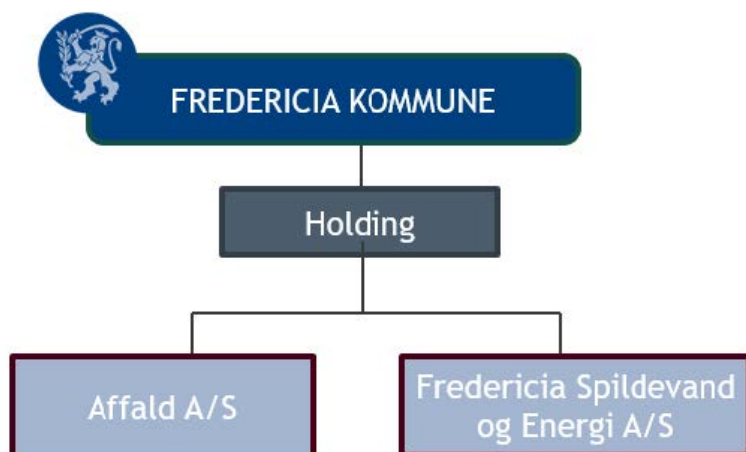 FREDERICIA KOMMUNE
Holding
Affald A/S
Fredericia Spildevand
og Energi A/S